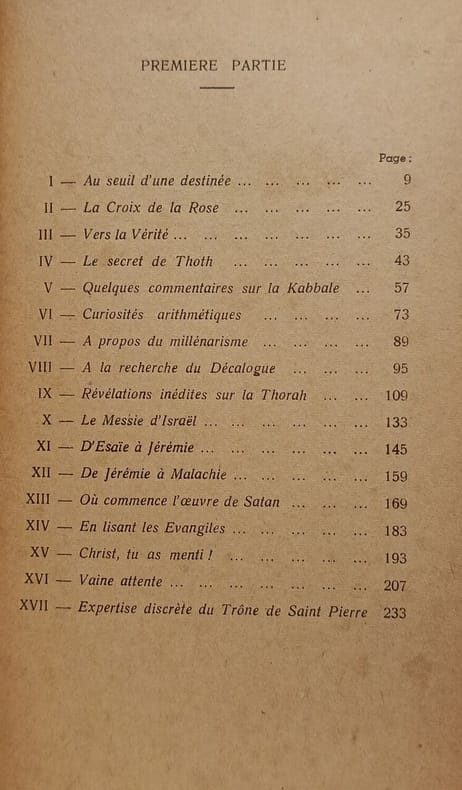 PREMIERE PARTIE
Page :
I — Au seuil d'une destinée ... ... ... ... ... 9
II — La Croix de la Rose ... ... ... ... ... 25
III — Vers la Vérité ... ... ... ... ... ... ... 35
IV — Le secret de Thoth ... ... ... ... ... 43
V — Quelques commentaires sur la Kabbale ... 57
VI — Curiosités arithmétiques ... ... ... ... 73
VII — A propos du millénarisme ... ... ... 89
VIII — A la recherche du Décalogue ... ... ... 95
IX — Révélations inédites sur la Thorah ... ... 109
X — Le Messie d'Israël ... ... ... ... ... ... 133
XI — D'Esaïe à Jérémie ... ... ... ... ... ... 145
XII — De Jérémie à Malachie ... ... ... ... ... 159
XIII — Où commence l'œuvre de Satan ... ... ... 169
XIV — En lisant les Evangiles ... ... ... ... ... 183
XV — Christ, tu as menti ! ... ... ... ... ... 193
XVI — Vaine attente ... ... ... ... ... ... ... 207
XVII — Expertise discrète du Trône de Saint Pierre 233